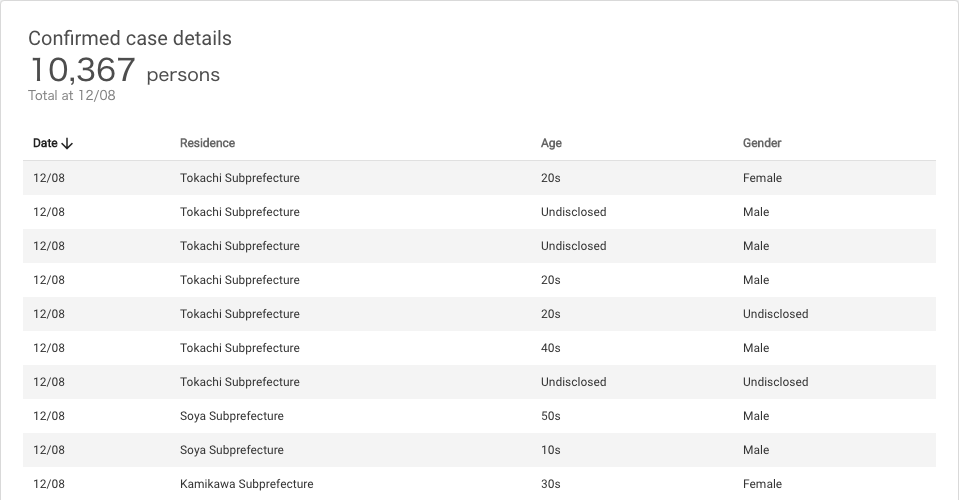 Confirmed case details
10,367 persons
Total at 12/08
Date↓ Residence Age Gender
12/08 Tokachi Subprefecture 20s Female
12/08 Tokachi Subprefecture Undisclosed Male
12/08 Tokachi Subprefecture Undisclosed Male
12/08 Tokachi Subprefecture 20s Male
12/08 Tokachi Subprefecture 20s Undisclosed
12/08 Tokachi Subprefecture 40s Male
12/08 Tokachi Subprefecture Undisclosed Undisclosed
12/08 Soya Subprefecture 50s Male
12/08 Soya Subprefecture 10s Male
12/08 Kamikawa Subprefecture 30s Female